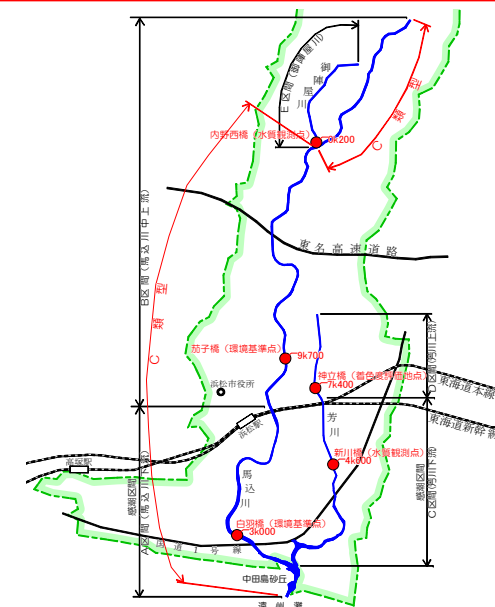 E区間（御陣屋川）
御陣屋川
C類型
内野西橋（水質観測点）
9k200
B区間（馬込川中上流）
東名高速道路
C類型
茄子橋（環境基準点）
9k700
神立橋（着色度評価地点）
7k400
D区間（芳川上流）
東海道本線
浜松市役所
浜松駅
芳川
東海道新幹線
高塚駅
新川橋（水質観測点）
4k600
感潮区間
A区間（馬込川下流）
馬込川
感潮区間
C区間（芳川下流）
白羽橋（環境基準点）
3k000
国道1号線
中田島砂丘
遠州灘